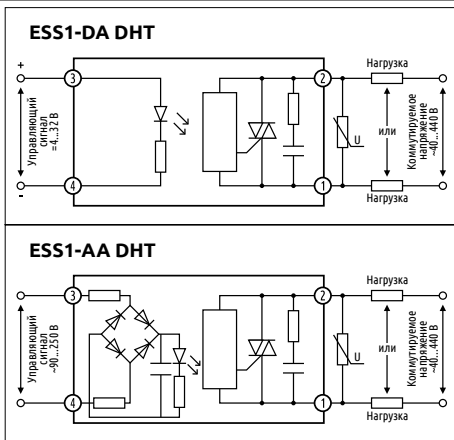 ESS1-DA DHT
+
3
2
Нагрузка
Управляющий
сигнал
=4...32 В
или
Коммутируемое
напряжение
~40...440 В
U
-
4
1
Нагрузка
ESS1-AA DHT
3
2
Нагрузка
Управляющий
сигнал
~90...250 В
или
Коммутируемое
напряжение
~40...440 В
U
4
1
Нагрузка